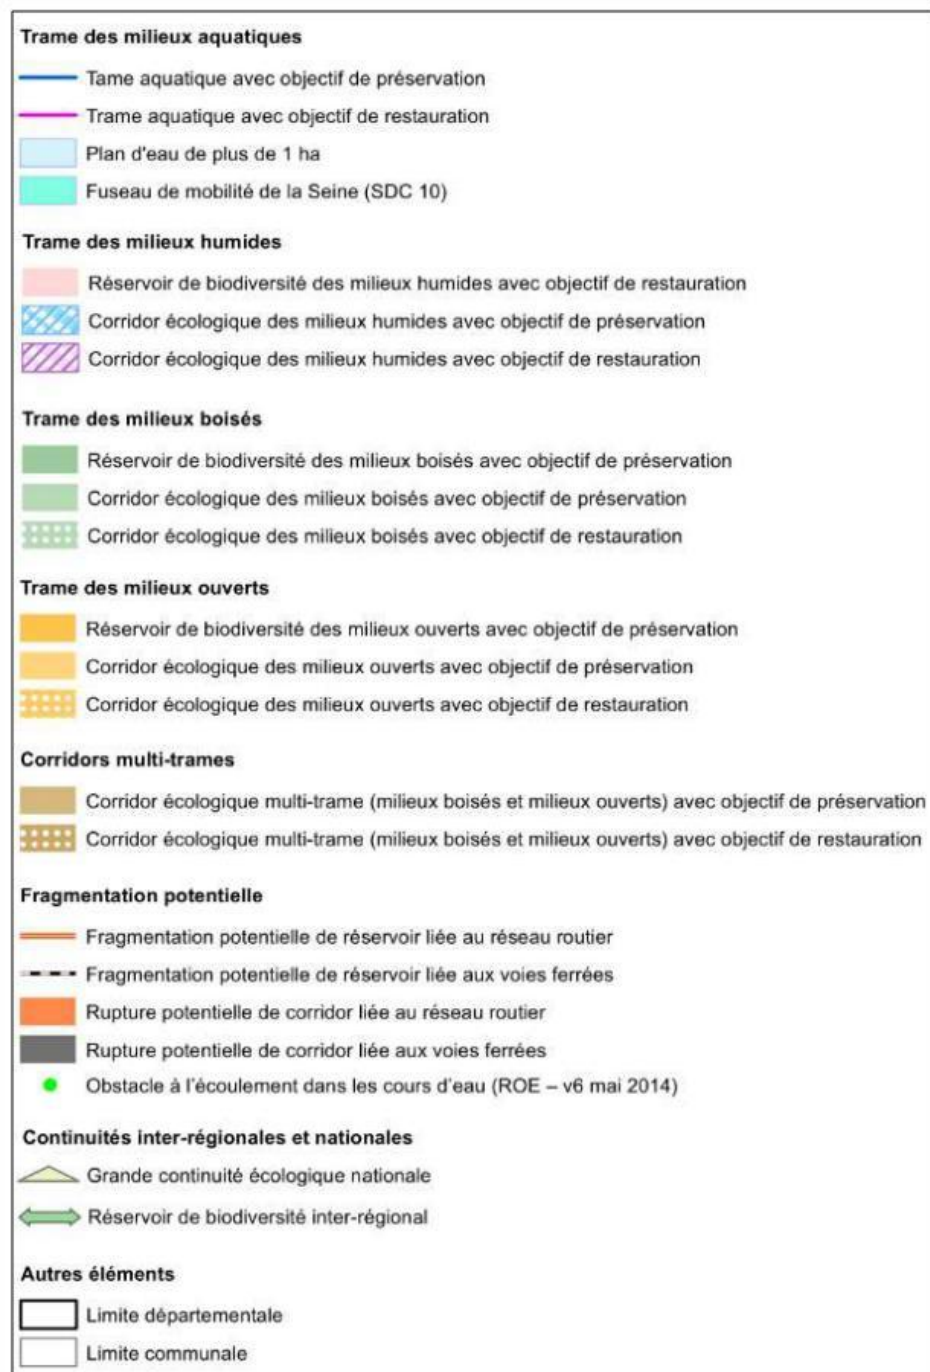 Trame des milieux aquatiques
Tame aquatique avec objectif de préservation
Trame aquatique avec objectif de restauration
Plan d'eau de plus de 1 ha
Fuseau de mobilité de la Seine (SDC 10)
Trame des milieux humides
Réservoir de biodiversité des milieux humides avec objectif de restauration
Corridor écologique des milieux humides avec objectif de préservation
Corridor écologique des milieux humides avec objectif de restauration
Trame des milieux boisés
Réservoir de biodiversité des milieux boisés avec objectif de préservation
Corridor écologique des milieux boisés avec objectif de préservation
Corridor écologique des milieux boisés avec objectif de restauration
Trame des milieux ouverts
Réservoir de biodiversité des milieux ouverts avec objectif de préservation
Corridor écologique des milieux ouverts avec objectif de préservation
Corridor écologique des milieux ouverts avec objectif de restauration
Corridors multi-trames
Corridor écologique multi-trame (milieux boisés et milieux ouverts) avec objectif de préservation
Corridor écologique multi-trame (milieux boisés et milieux ouverts) avec objectif de restauration
Fragmentation potentielle
Fragmentation potentielle de réservoir liée au réseau routier
Fragmentation potentielle de réservoir liée aux voies ferrées
Rupture potentielle de corridor liée au réseau routier
Rupture potentielle de corridor liée aux voies ferrées
Obstacle à l'écoulement dans les cours d'eau (ROE – v6 mai 2014)
Continuités inter-régionales et nationales
Grande continuité écologique nationale
Réservoir de biodiversité inter-régional
Autres éléments
Limite départementale
Limite communale